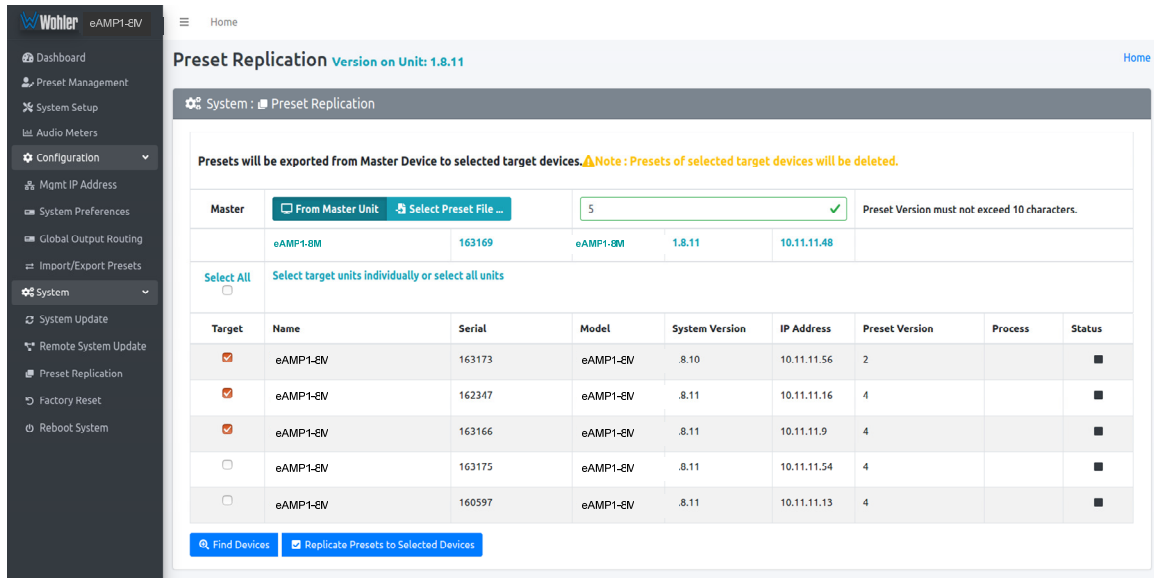 Wohler eAMP1-8M
Home
Dashboard
Preset Management
System Setup
Audio Meters
Configuration
Mgmt IP Address
System Preferences
Global Output Routing
Import/Export Presets
System
System Update
Remote System Update
Preset Replication
Factory Reset
Reboot System
Preset Replication Version on Unit: 1.8.11
Home
System : Preset Replication
Presets will be exported from Master Device to selected target devices. Note : Presets of selected target devices will be deleted.
Master From Master Unit Select Preset File ... 5 Preset Version must not exceed 10 characters.
eAMP1-8M 163169 eAMP1-8M 1.8.11 10.11.11.48
Select All Select target units individually or select all units
Target Name Serial Model System Version IP Address Preset Version Process Status
eAMP1-8M 163173 eAMP1-8M .8.10 10.11.11.56 2
eAMP1-8M 162347 eAMP1-8M .8.11 10.11.11.16 4
eAMP1-8M 163166 eAMP1-8M .8.11 10.11.11.9 4
eAMP1-8M 163175 eAMP1-8M .8.11 10.11.11.54 4
eAMP1-8M 160597 eAMP1-8M .8.11 10.11.11.13 4
Find Devices Replicate Presets to Selected Devices